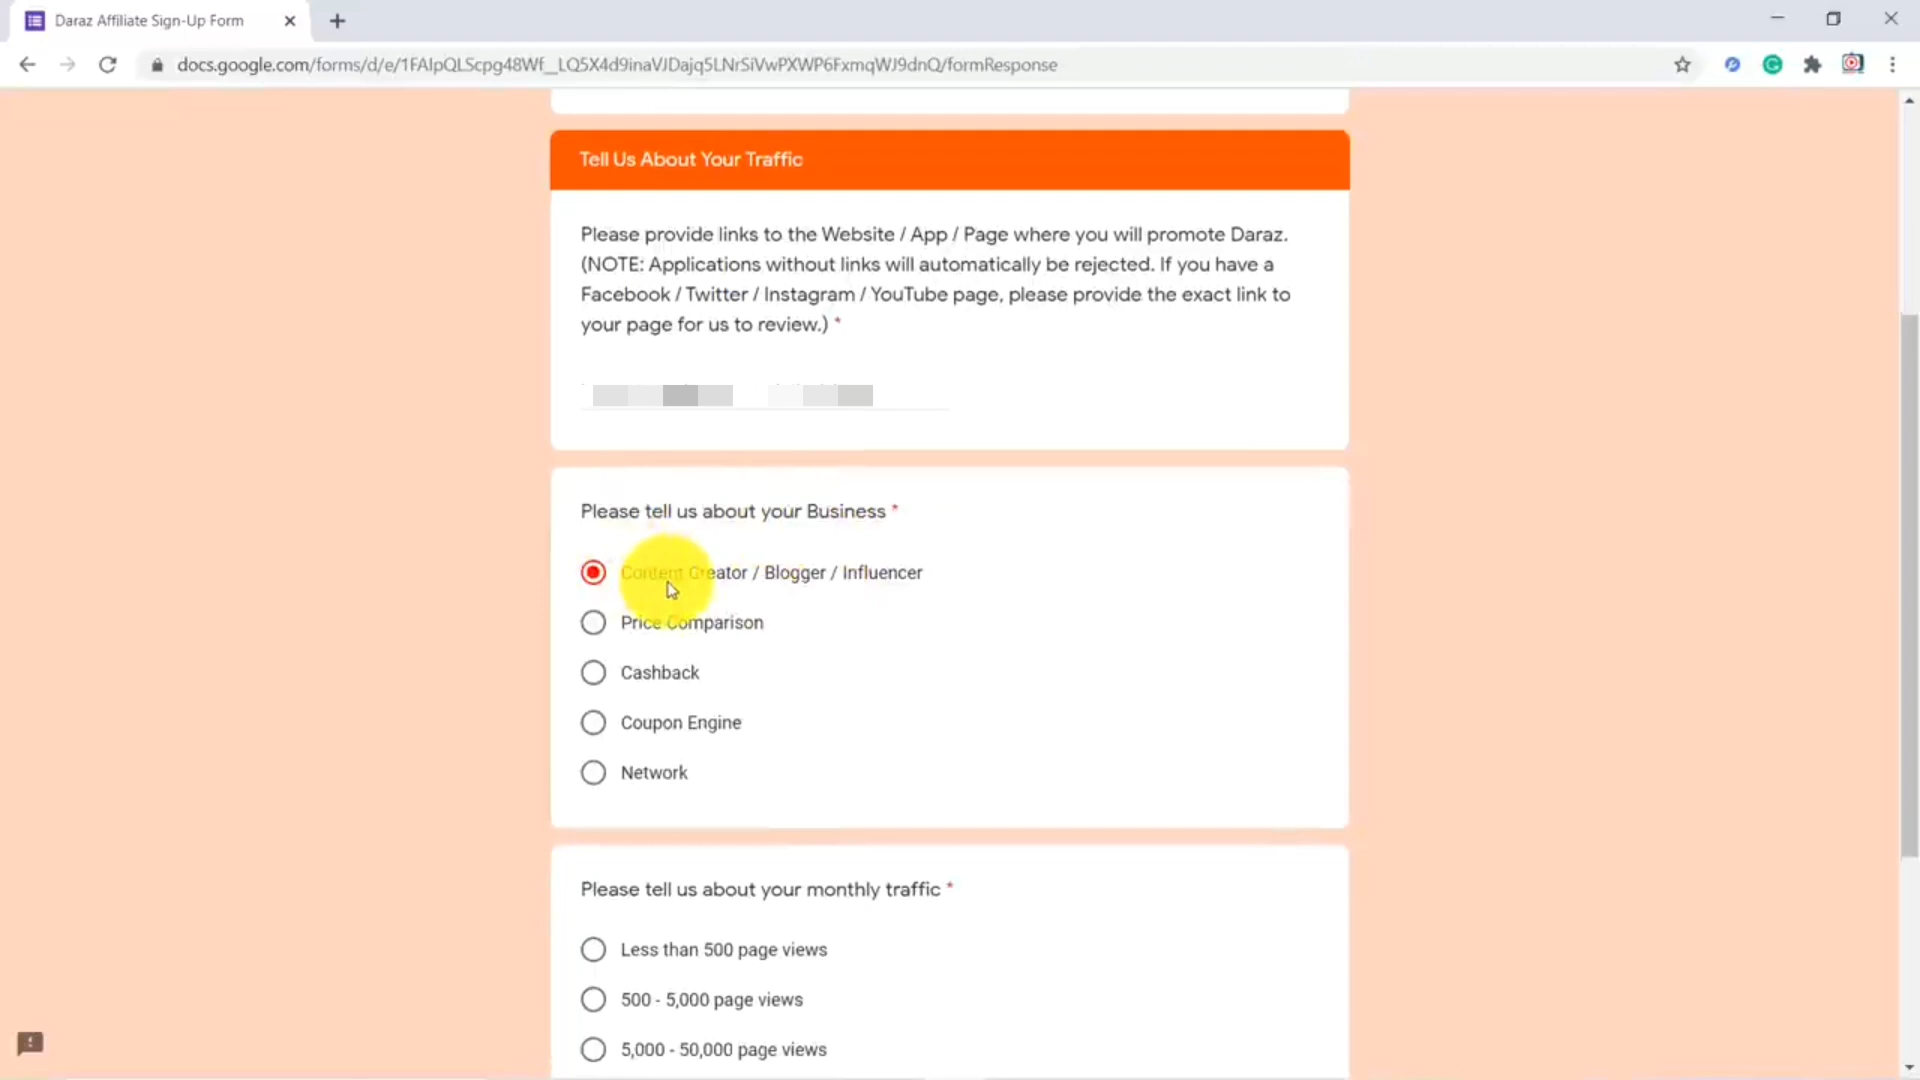 Daraz Affiliate Sign-Up Form
docs.google.com/forms/d/e/1FAIpQLScpg48Wf__LQ5X4d9inaVJDajq5LNrSiVwPXWP6FxmqWJ9dnQ/formResponse
Tell Us About Your Traffic
Please provide links to the Website / App / Page where you will promote Daraz.
(NOTE: Applications without links will automatically be rejected. If you have a
Facebook / Twitter / Instagram / YouTube page, please provide the exact link to
your page for us to review.) *
Please tell us about your Business *
Content Creator / Blogger / Influencer
Price Comparison
Cashback
Coupon Engine
Network
Please tell us about your monthly traffic *
Less than 500 page views
500 - 5,000 page views
5,000 - 50,000 page views